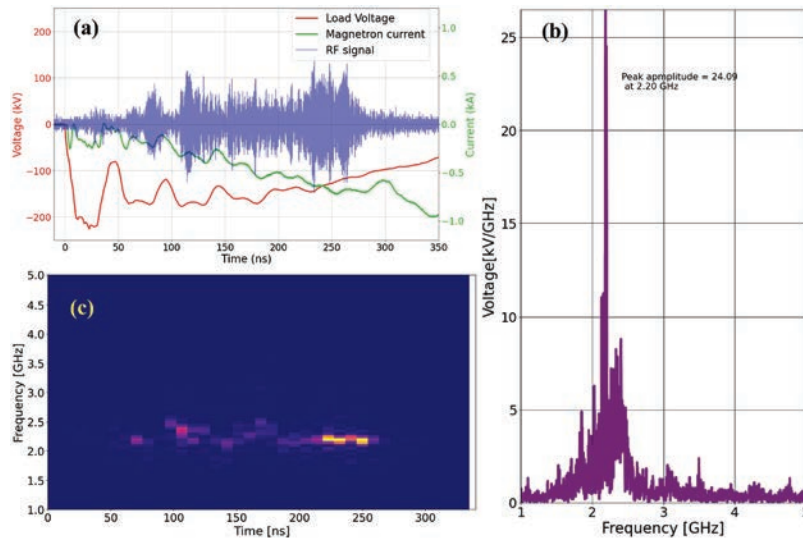 (a)
Load Voltage
Magnetron current
RF signal
200
100
0
−100
−200
Voltage (kV)
1.0
0.5
0.0
−0.5
−1.0
Current (kA)
0 50 100 150 200 250 300 350
Time (ns)
(c)
5.0
4.5
4.0
3.5
3.0
2.5
2.0
1.5
1.0
Frequency [GHz]
0 50 100 150 200 250 300
Time [ns]
(b)
Peak apmplitude = 24.09
at 2.20 GHz
25
20
15
10
5
0
Voltage[kV/GHz]
1 2 3 4 5
Frequency [GHz]